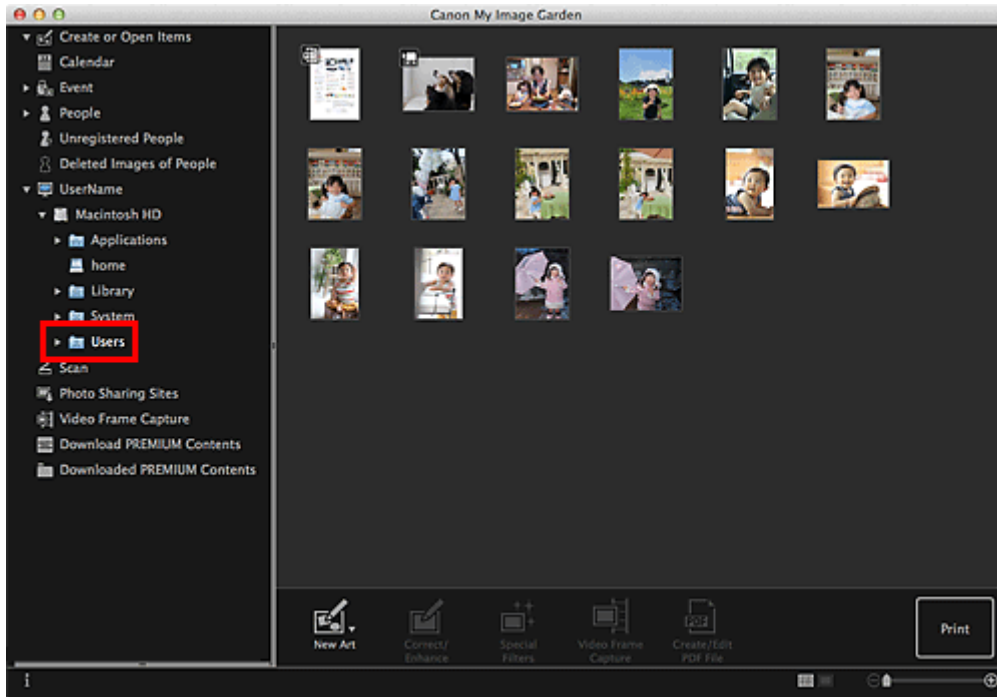 Canon My Image Garden
Create or Open Items
Calendar
Event
People
Unregistered People
Deleted Images of People
UserName
Macintosh HD
Applications
home
Library
System
Users
Scan
Photo Sharing Sites
Video Frame Capture
Download PREMIUM Contents
Downloaded PREMIUM Contents
New Art
Correct/
Enhance
Special
Filters
Video Frame
Capture
PDF
Create/Edit
PDF File
Print
i